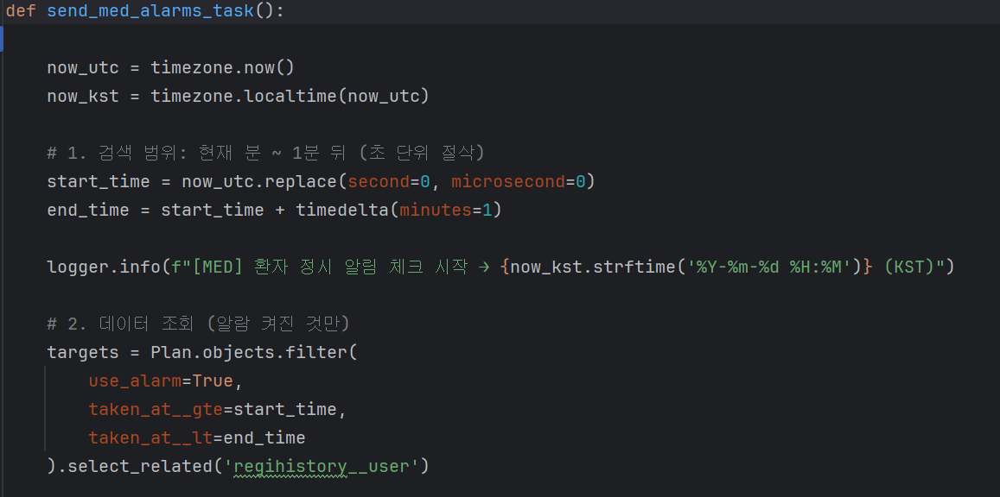 def send_med_alarms_task():
now_utc = timezone.now()
now_kst = timezone.localtime(now_utc)
# 1. 검색 범위: 현재 분 ~ 1분 뒤 (초 단위 절삭)
start_time = now_utc.replace(second=0, microsecond=0)
end_time = start_time + timedelta(minutes=1)
logger.info(f"[MED] 환자 정시 알림 체크 시작 → {now_kst.strftime('%Y-%m-%d %H:%M')} (KST)")
# 2. 데이터 조회 (알람 켜진 것만)
targets = Plan.objects.filter(
use_alarm=True,
taken_at__gte=start_time,
taken_at__lt=end_time
).select_related('regihistory__user')